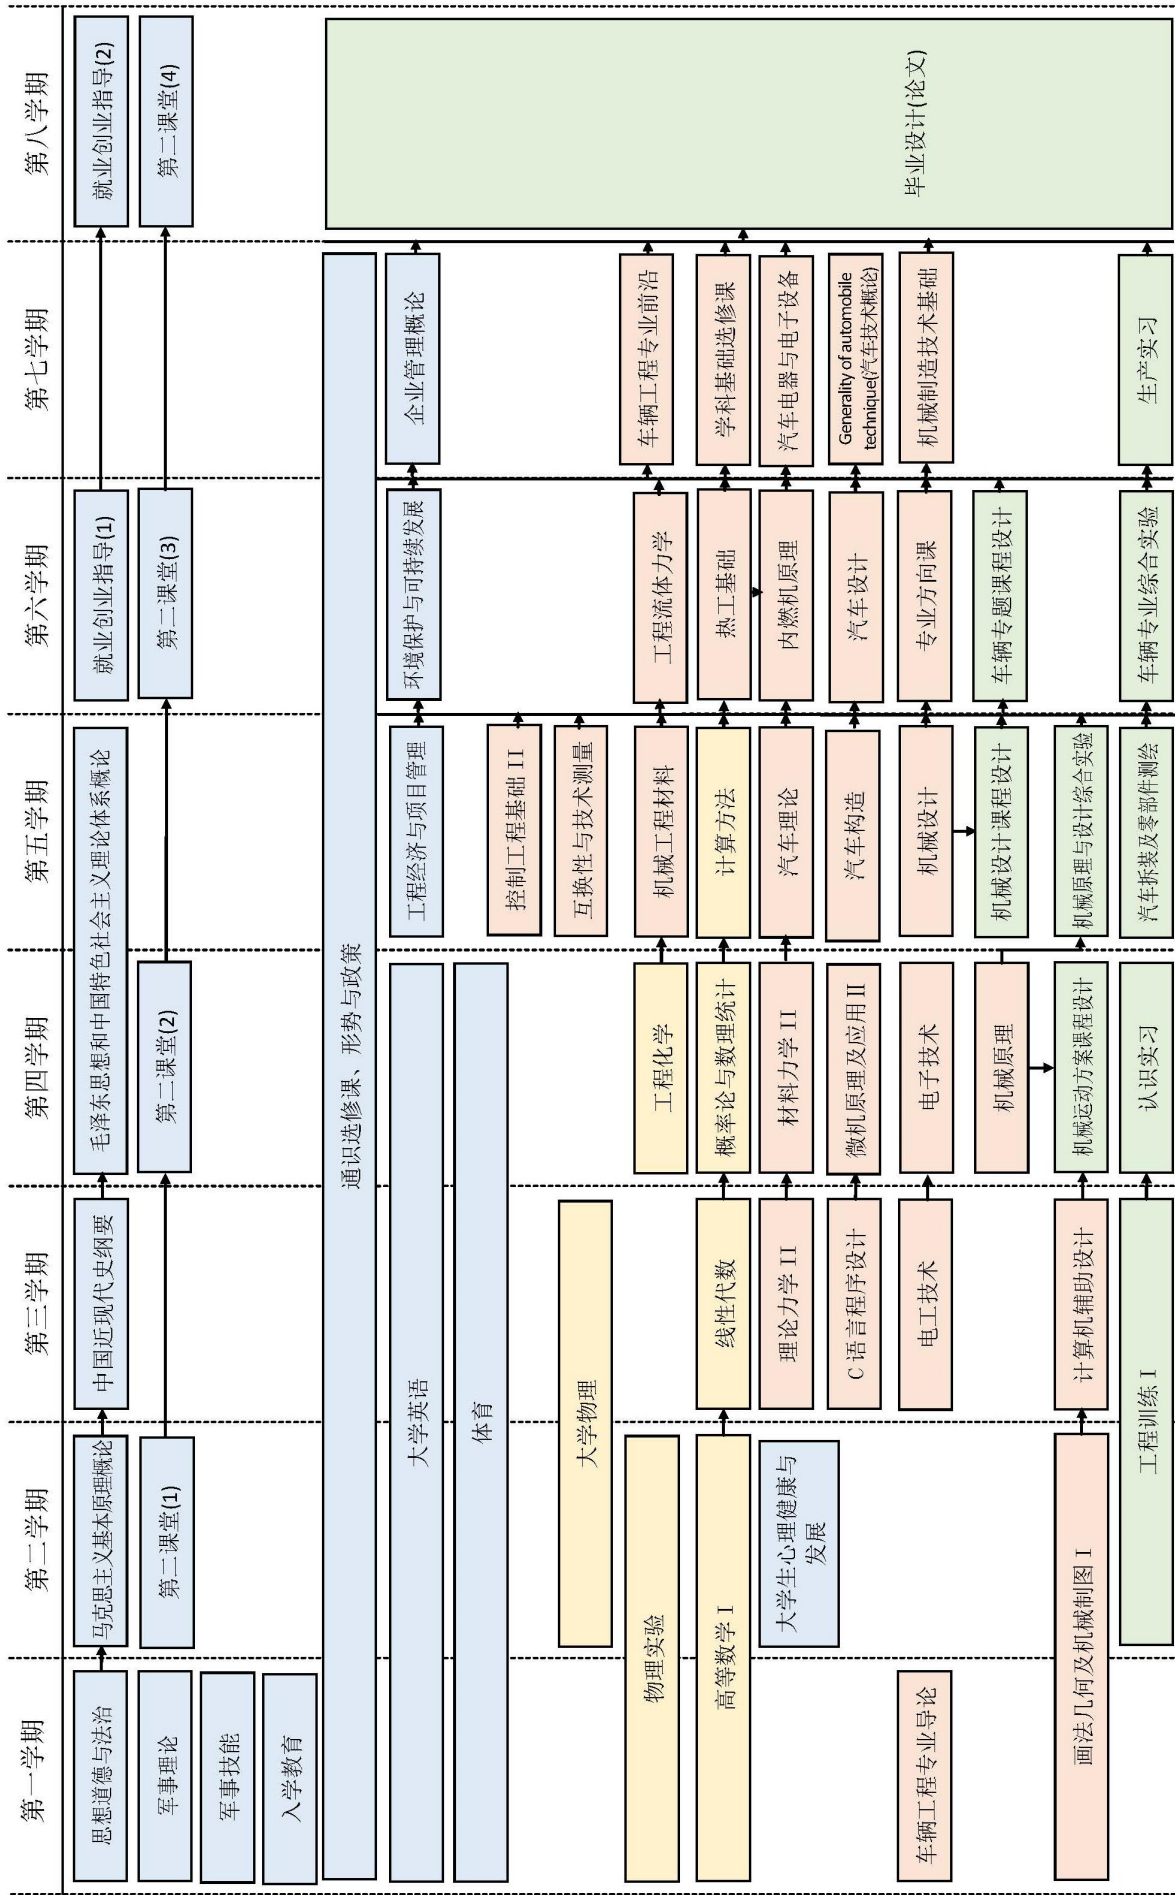 第一学期
第二学期
第三学期
第四学期
第五学期
第六学期
第七学期
第八学期
思想道德与法治
马克思主义基本原理概论
中国近现代史纲要
毛泽东思想和中国特色社会主义理论体系概论
就业创业指导(1)
就业创业指导(2)
军事理论
第二课堂(1)
第二课堂(2)
第二课堂(3)
第二课堂(4)
军事技能
入学教育
通识选修课、形势与政策
大学英语
工程经济与项目管理
环境保护与可持续发展
企业管理概论
体育
控制工程基础 II
大学物理
互换性与技术测量
物理实验
工程化学
机械工程材料
工程流体力学
车辆工程专业前沿
高等数学 I
线性代数
概率论与数理统计
计算方法
热工基础
学科基础选修课
大学生心理健康与
发展
理论力学 II
材料力学 II
汽车理论
内燃机原理
汽车电器与电子设备
C 语言程序设计
微机原理及应用 II
汽车构造
汽车设计
Generality of automobile
technique(汽车技术概论)
车辆工程专业导论
电工技术
电子技术
机械设计
专业方向课
机械制造技术基础
毕业设计(论文)
机械原理
机械设计课程设计
车辆专题课程设计
画法几何及机械制图 I
计算机辅助设计
机械运动方案课程设计
机械原理与设计综合实验
工程训练 I
认识实习
汽车拆装及零部件测绘
车辆专业综合实验
生产实习